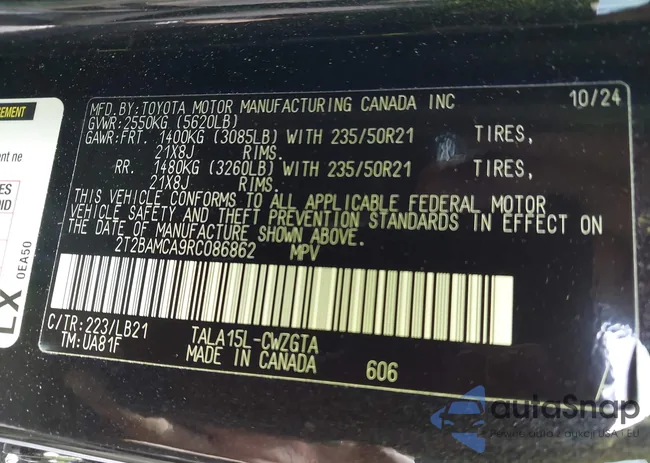 MFD.BY:TOYOTA MOTOR MANUFACTURING CANADA INC 10/24
GVWR:2550KG (5620LB)
GAWR:FRT. 1400KG (3085LB) WITH 235/50R21 TIRES,
21X8J RIMS.
RR. 1480KG (3260LB) WITH 235/50R21 TIRES,
21X8J RIMS.
THIS VEHICLE CONFORMS TO ALL APPLICABLE FEDERAL MOTOR
VEHICLE SAFETY AND THEFT PREVENTION STANDARDS IN EFFECT ON
THE DATE OF MANUFACTURE SHOWN ABOVE.
2T2BAMCA9RC086862 MPV
C/TR:223/LB21 TALA15L-CWZGTA
TM:UA81F MADE IN CANADA 606
0EA50
LX
autoSnap